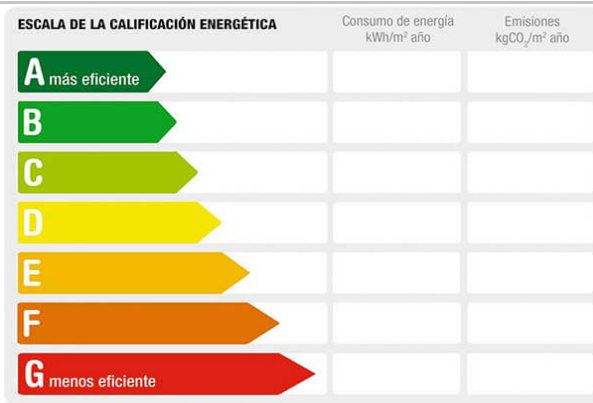 ESCALA DE LA CALIFICACIÓN ENERGÉTICA
Consumo de energía
kWh/m² año
Emisiones
kgCO₂/m² año
A más eficiente
B
C
D
E
F
G menos eficiente